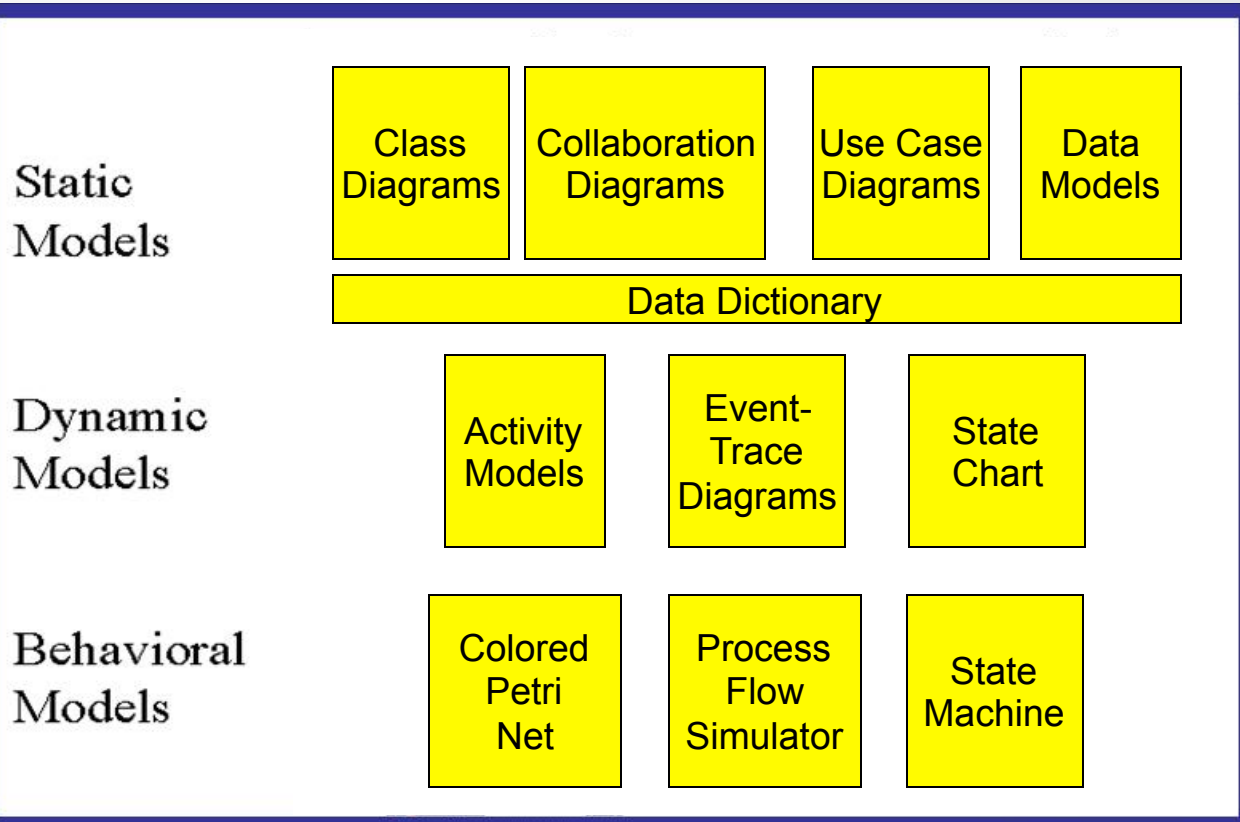 Static
Models
Class
Diagrams
Collaboration
Diagrams
Use Case
Diagrams
Data
Models
Data Dictionary
Dynamic
Models
Activity
Models
Event-
Trace
Diagrams
State
Chart
Behavioral
Models
Colored
Petri
Net
Process
Flow
Simulator
State
Machine